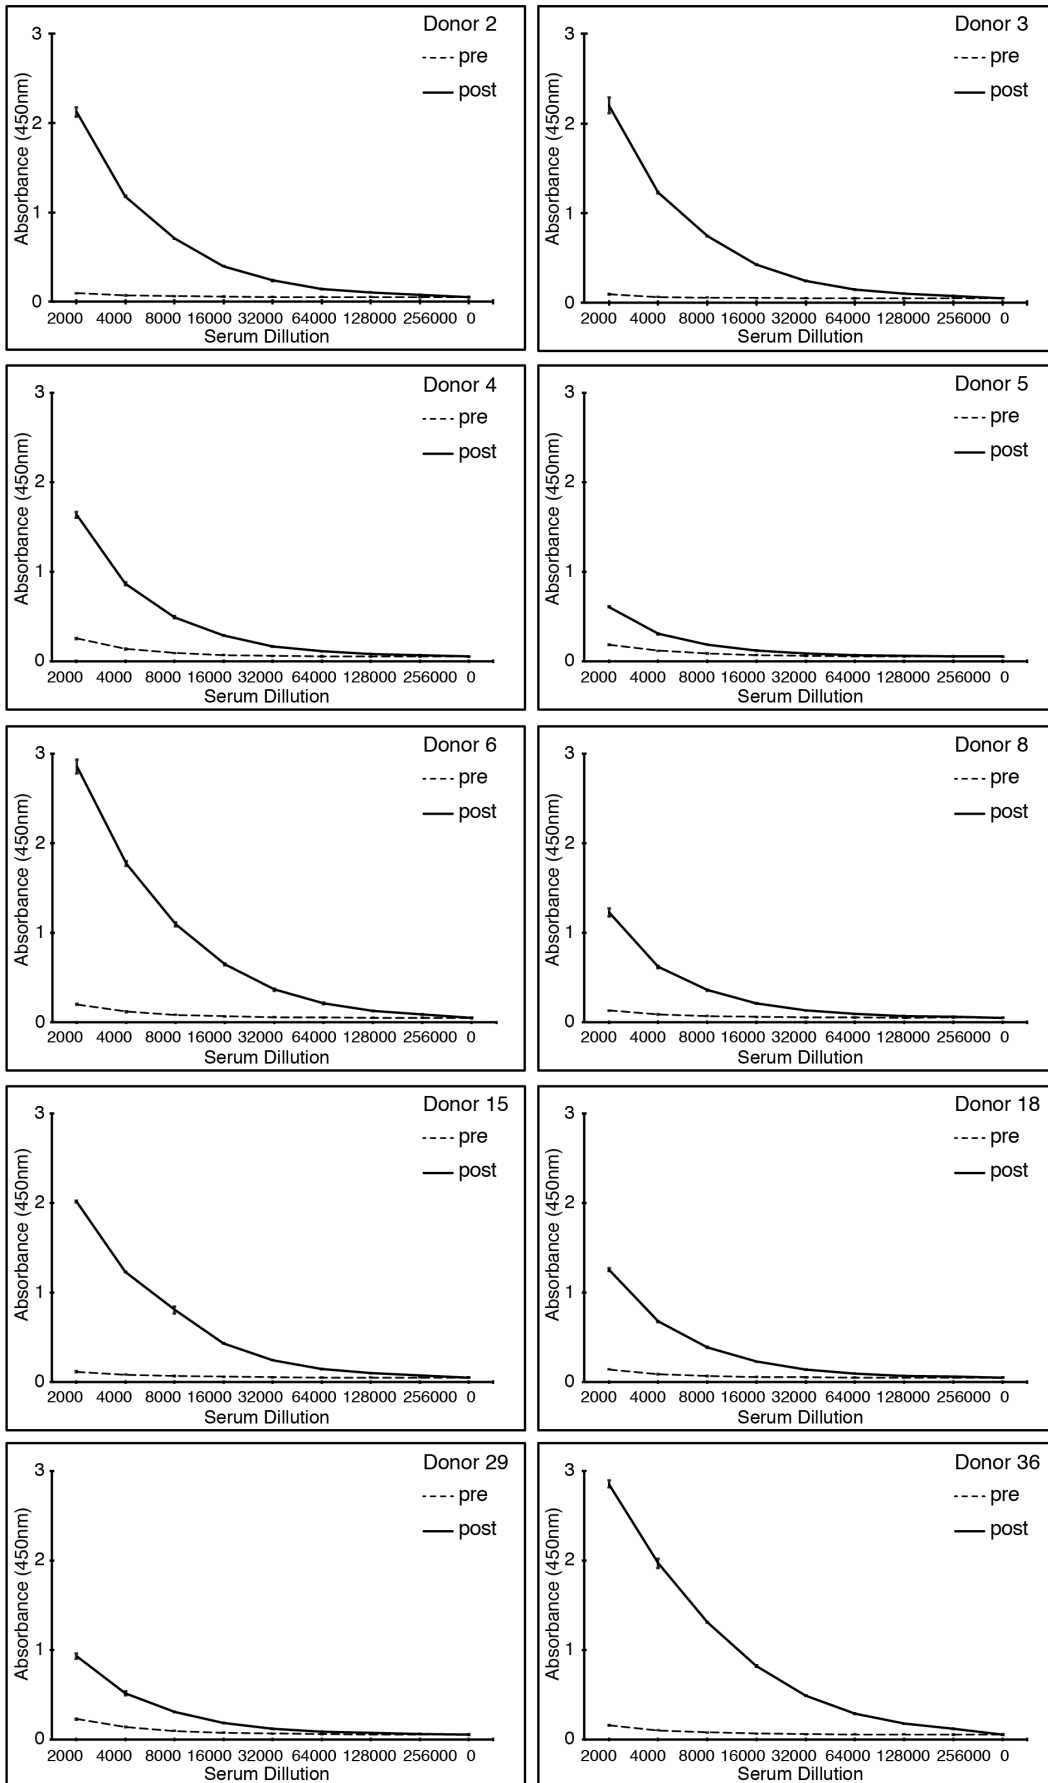 Donor 2
pre
post
3
2
1
0
Absorbance (450nm)
2000 4000 8000 16000 32000 64000 128000 256000 0
Serum Dillution
Donor 3
pre
post
3
2
1
0
Absorbance (450nm)
2000 4000 8000 16000 32000 64000 128000 256000 0
Serum Dillution
Donor 4
pre
post
3
2
1
0
Absorbance (450nm)
2000 4000 8000 16000 32000 64000 128000 256000 0
Serum Dillution
Donor 5
pre
post
3
2
1
0
Absorbance (450nm)
2000 4000 8000 16000 32000 64000 128000 256000 0
Serum Dillution
Donor 6
pre
post
3
2
1
0
Absorbance (450nm)
2000 4000 8000 16000 32000 64000 128000 256000 0
Serum Dillution
Donor 8
pre
post
3
2
1
0
Absorbance (450nm)
2000 4000 8000 16000 32000 64000 128000 256000 0
Serum Dillution
Donor 15
pre
post
3
2
1
0
Absorbance (450nm)
2000 4000 8000 16000 32000 64000 128000 256000 0
Serum Dillution
Donor 18
pre
post
3
2
1
0
Absorbance (450nm)
2000 4000 8000 16000 32000 64000 128000 256000 0
Serum Dillution
Donor 29
pre
post
3
2
1
0
Absorbance (450nm)
2000 4000 8000 16000 32000 64000 128000 256000 0
Serum Dillution
Donor 36
pre
post
3
2
1
0
Absorbance (450nm)
2000 4000 8000 16000 32000 64000 128000 256000 0
Serum Dillution